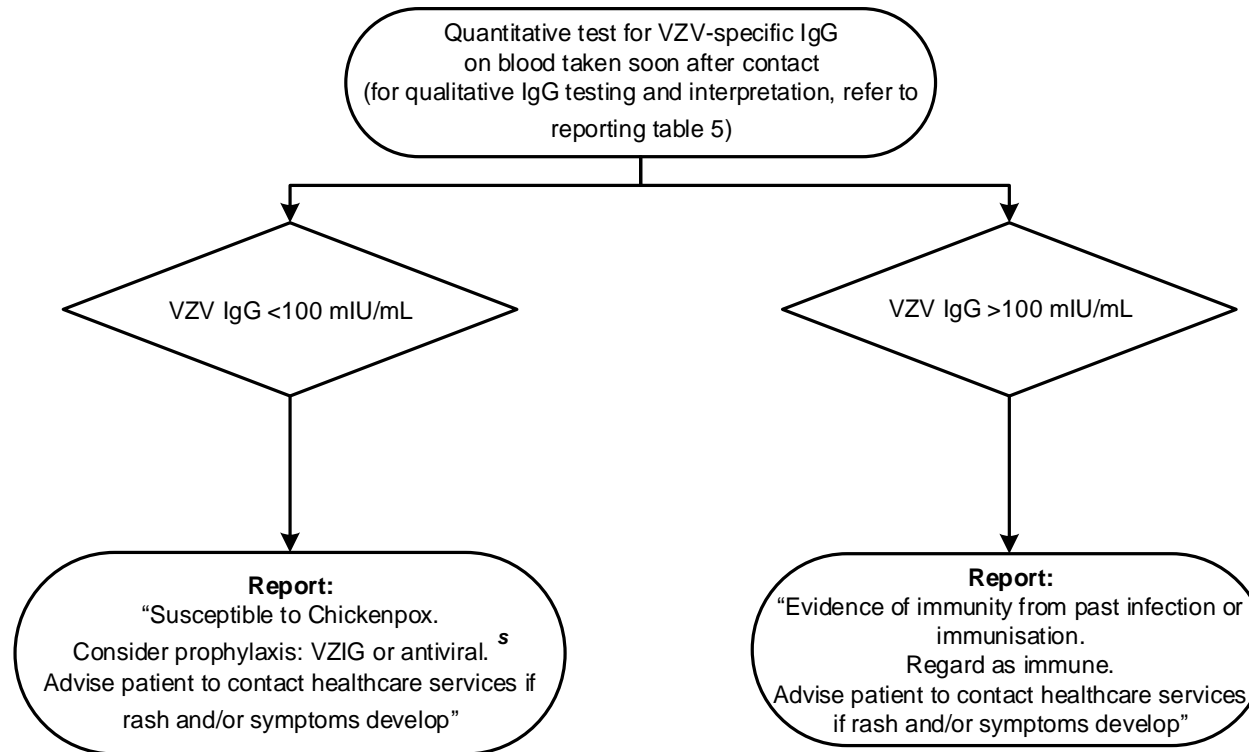 Quantitative test for VZV-specific IgG
on blood taken soon after contact
(for qualitative IgG testing and interpretation, refer to
reporting table 5)
VZV IgG <100 mIU/mL
VZV IgG >100 mIU/mL
Report:
“Susceptible to Chickenpox.
Consider prophylaxis: VZIG or antiviral. s
Advise patient to contact healthcare services if
rash and/or symptoms develop”
Report:
“Evidence of immunity from past infection or
immunisation.
Regard as immune.
Advise patient to contact healthcare services
if rash and/or symptoms develop”